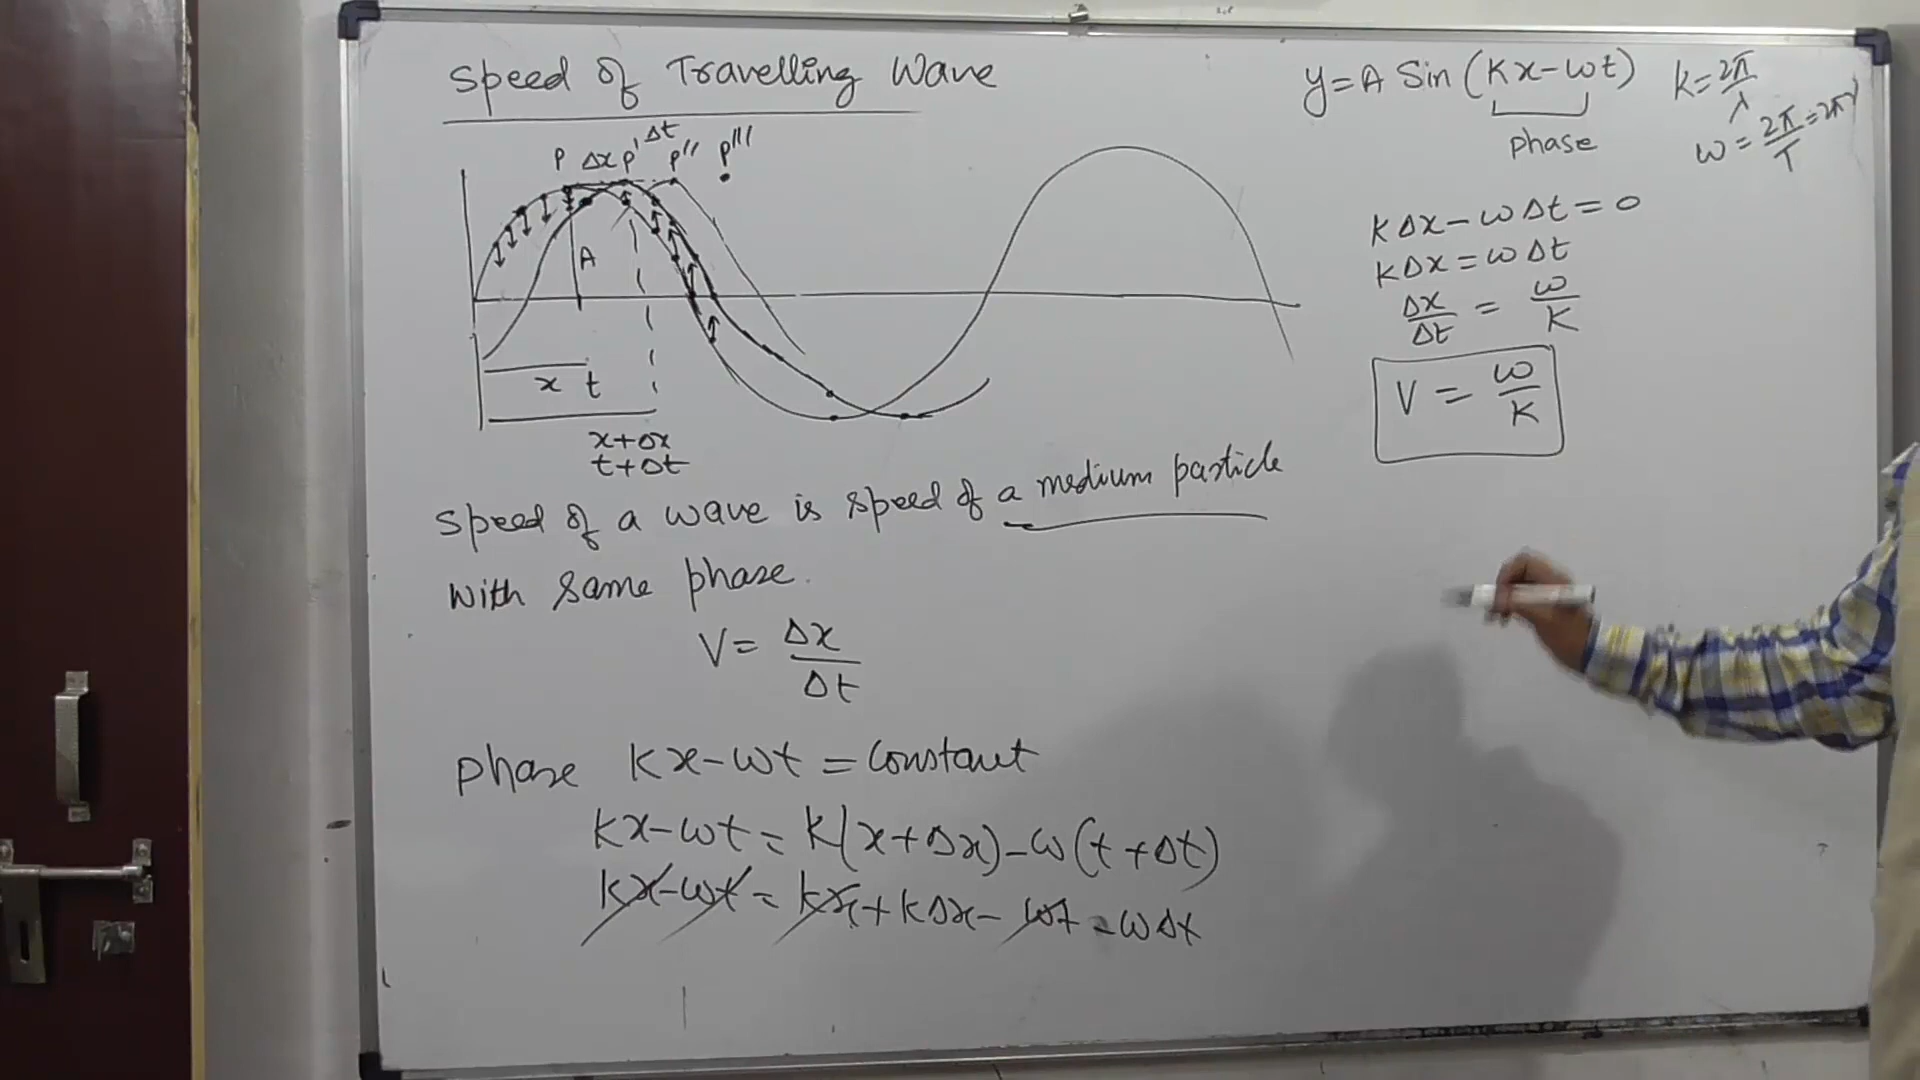 Speed of Travelling Wave
P Δx P' Δt P'' P'''
A
x t
x+Δx
t+Δt
Speed of a wave is speed of a medium particle
with same phase.
V = Δx/Δt
phase Kx-ωt = constant
Kx-ωt = K(x+Δx)-ω(t+Δt)
Kx-ωt = Kx+KΔx-ωt-ωΔt
y=A Sin(Kx-ωt)
phase
K=2π/λ
ω=2π/T=2πν
KΔx-ωΔt=0
KΔx=ωΔt
Δx/Δt = ω/K
V = ω/K